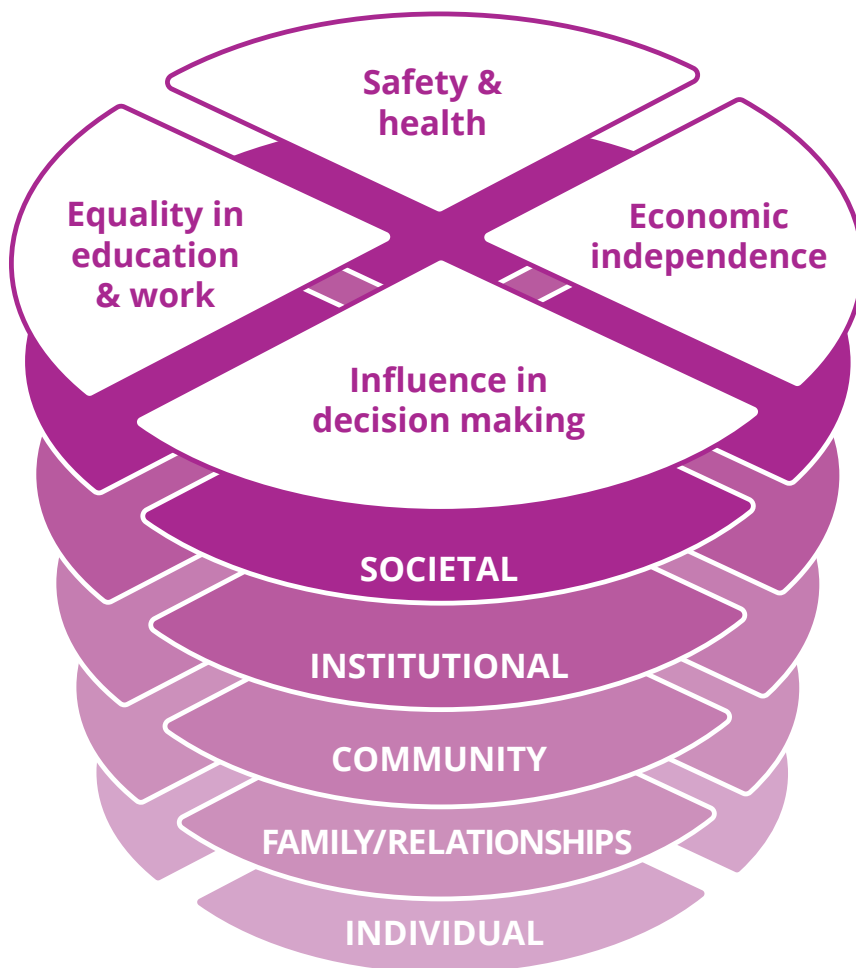 Safety &
health
Equality in
education
& work
Economic
independence
Influence in
decision making
SOCIETAL
INSTITUTIONAL
COMMUNITY
FAMILY/RELATIONSHIPS
INDIVIDUAL